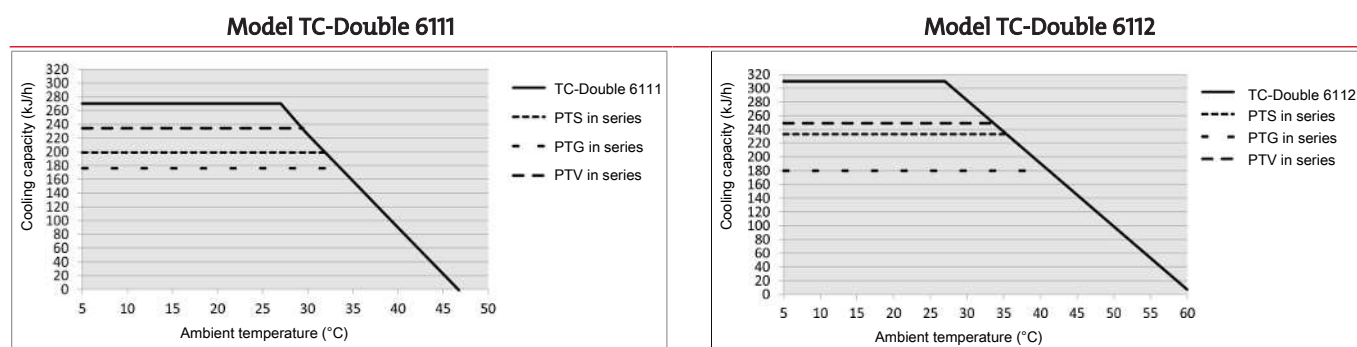 Model TC-Double 6111
320
300
280
260
240
220
200
180
160
140
120
100
80
60
40
20
0
Cooling capacity (kJ/h)
5 10 15 20 25 30 35 40 45 50
Ambient temperature (°C)
TC-Double 6111
PTS in series
PTG in series
PTV in series
Model TC-Double 6112
320
300
280
260
240
220
200
180
160
140
120
100
80
60
40
20
0
Cooling capacity (kJ/h)
5 10 15 20 25 30 35 40 45 50 55 60
Ambient temperature (°C)
TC-Double 6112
PTS in series
PTG in series
PTV in series